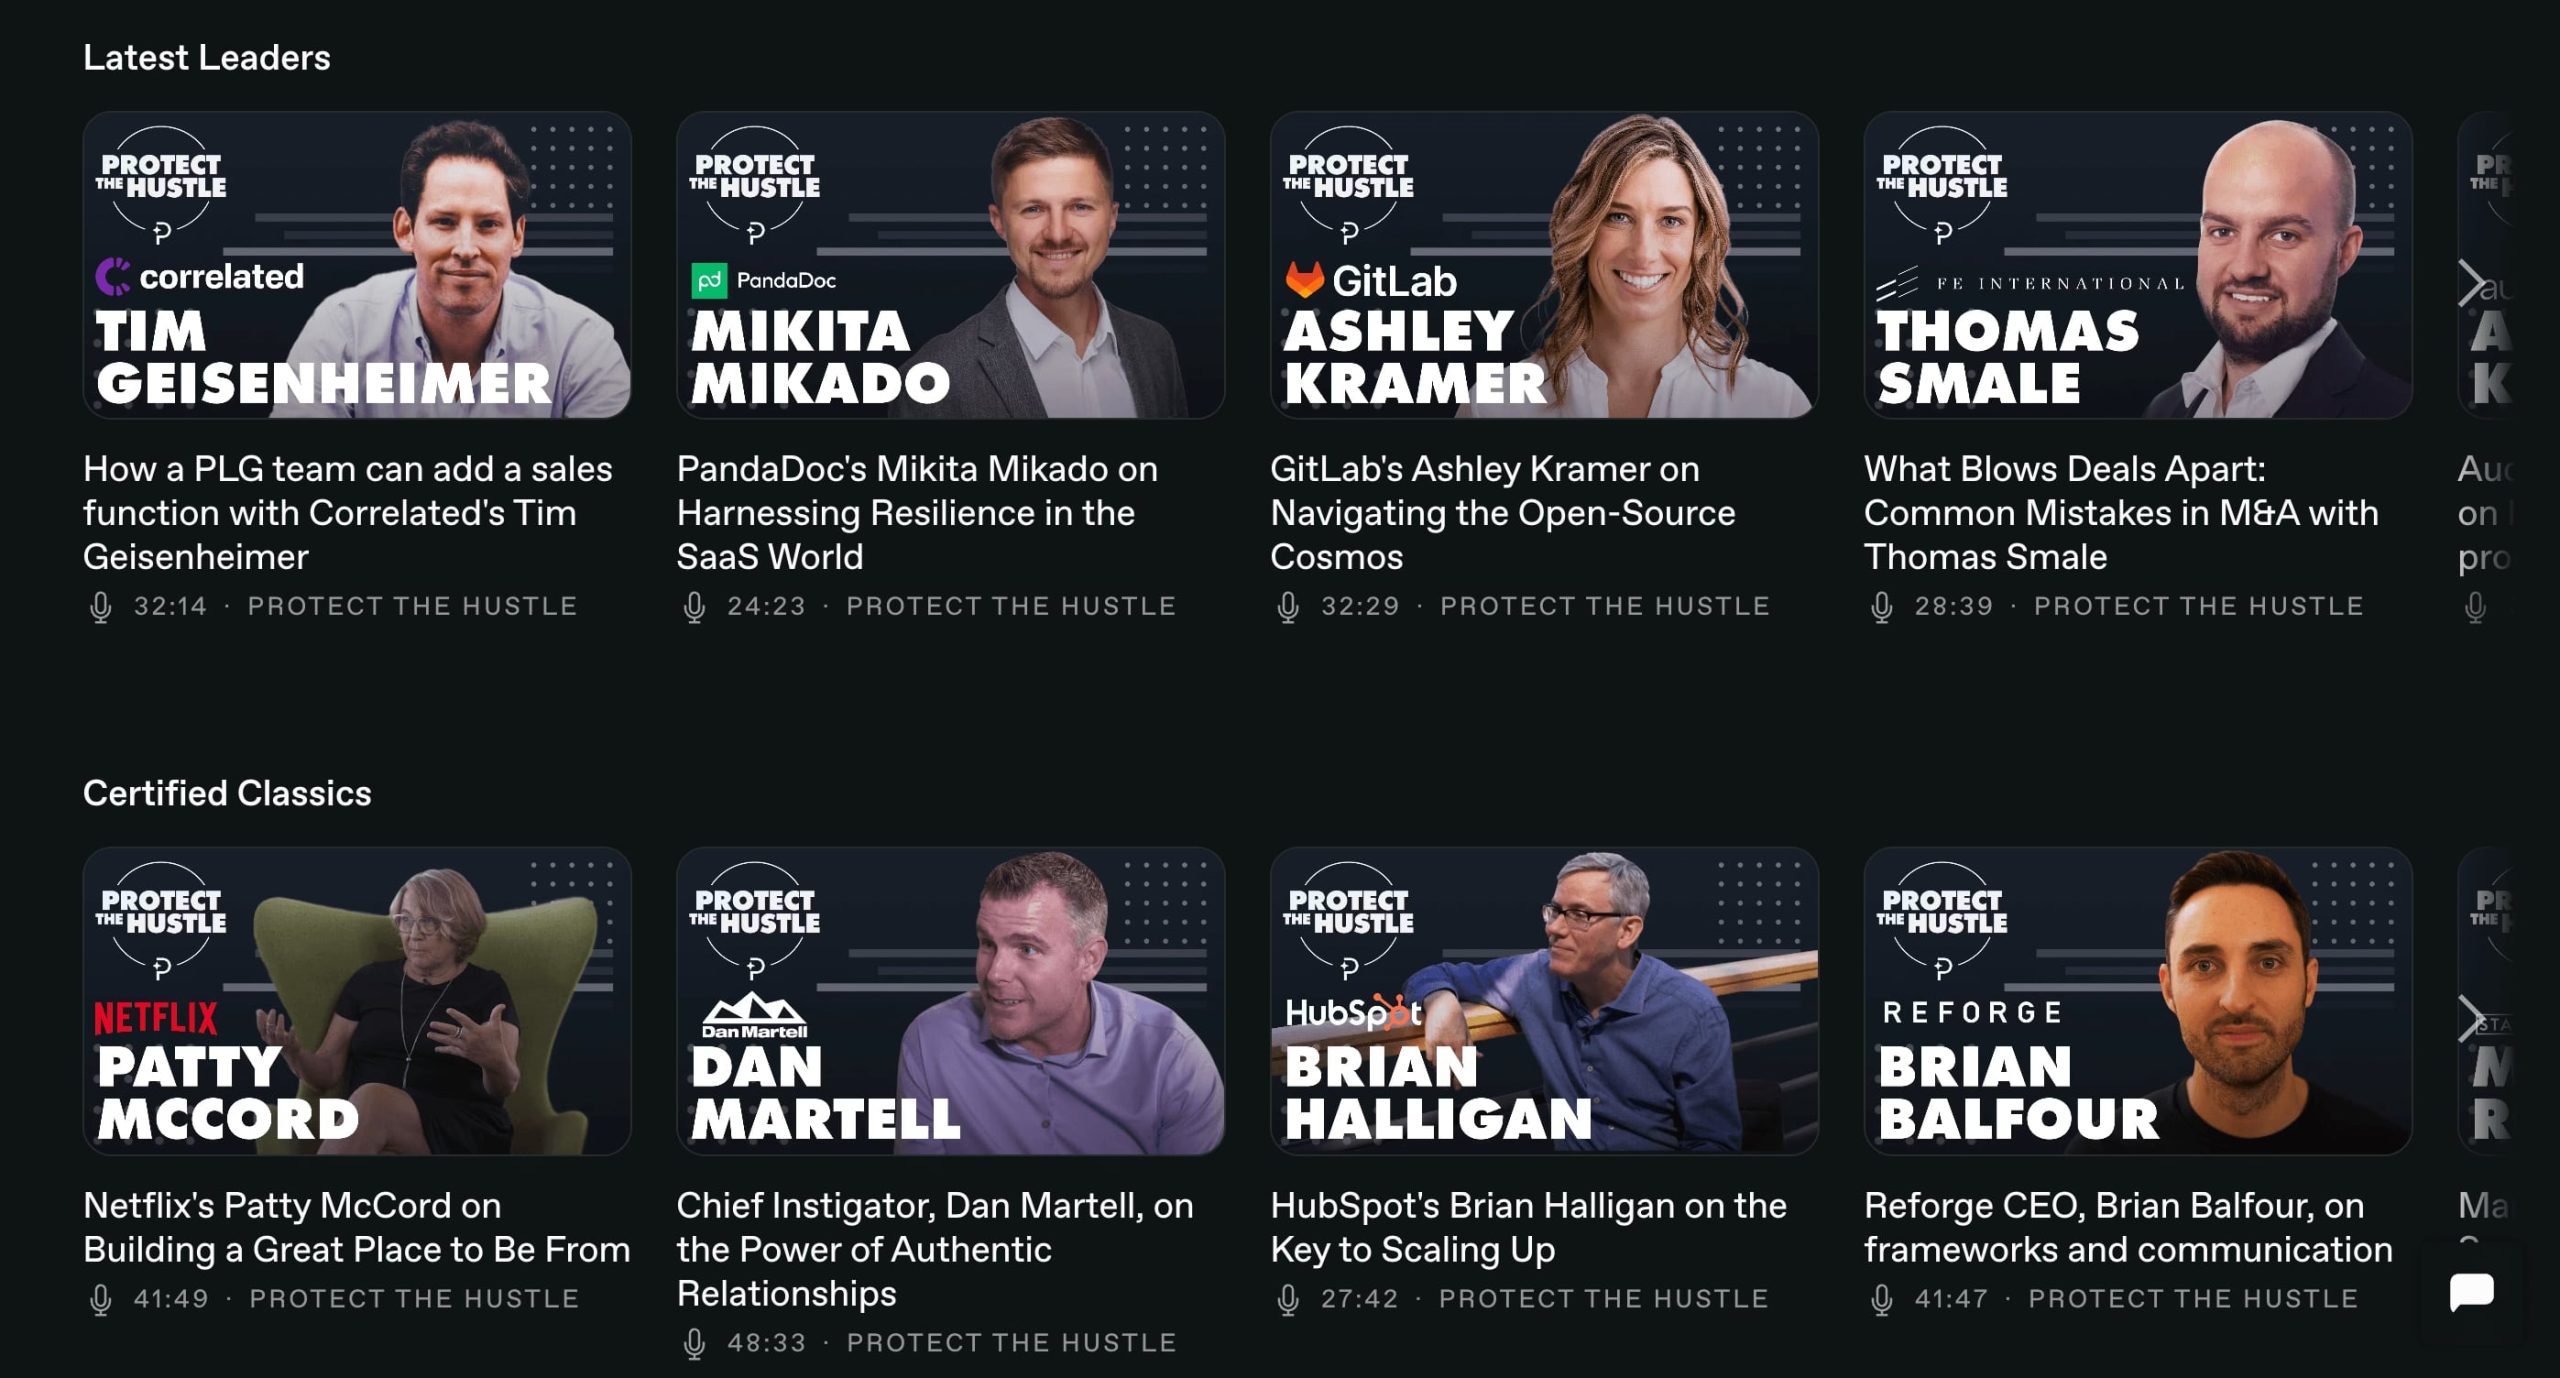 Latest Leaders
PROTECT
THE HUSTLE
correlated
TIM
GEISENHEIMER
How a PLG team can add a sales
function with Correlated's Tim
Geisenheimer
32:14 · PROTECT THE HUSTLE
PROTECT
THE HUSTLE
pd PandaDoc
MIKITA
MIKADO
PandaDoc's Mikita Mikado on
Harnessing Resilience in the
SaaS World
24:23 · PROTECT THE HUSTLE
PROTECT
THE HUSTLE
GitLab
ASHLEY
KRAMER
GitLab's Ashley Kramer on
Navigating the Open-Source
Cosmos
32:29 · PROTECT THE HUSTLE
PROTECT
THE HUSTLE
FE INTERNATIONAL
THOMAS
SMALE
What Blows Deals Apart:
Common Mistakes in M&A with
Thomas Smale
28:39 · PROTECT THE HUSTLE
PR
THE
au
A
K
on
pro
Certified Classics
PROTECT
THE HUSTLE
NETFLIX
PATTY
MCCORD
Netflix's Patty McCord on
Building a Great Place to Be From
41:49 · PROTECT THE HUSTLE
PROTECT
THE HUSTLE
Dan Martell
DAN
MARTELL
Chief Instigator, Dan Martell, on
the Power of Authentic
Relationships
48:33 · PROTECT THE HUSTLE
PROTECT
THE HUSTLE
HubSpot
BRIAN
HALLIGAN
HubSpot's Brian Halligan on the
Key to Scaling Up
27:42 · PROTECT THE HUSTLE
PROTECT
THE HUSTLE
REFORGE
BRIAN
BALFOUR
Reforge CEO, Brian Balfour, on
frameworks and communication
41:47 · PROTECT THE HUSTLE
PR
THE
STA
M
R
Ma